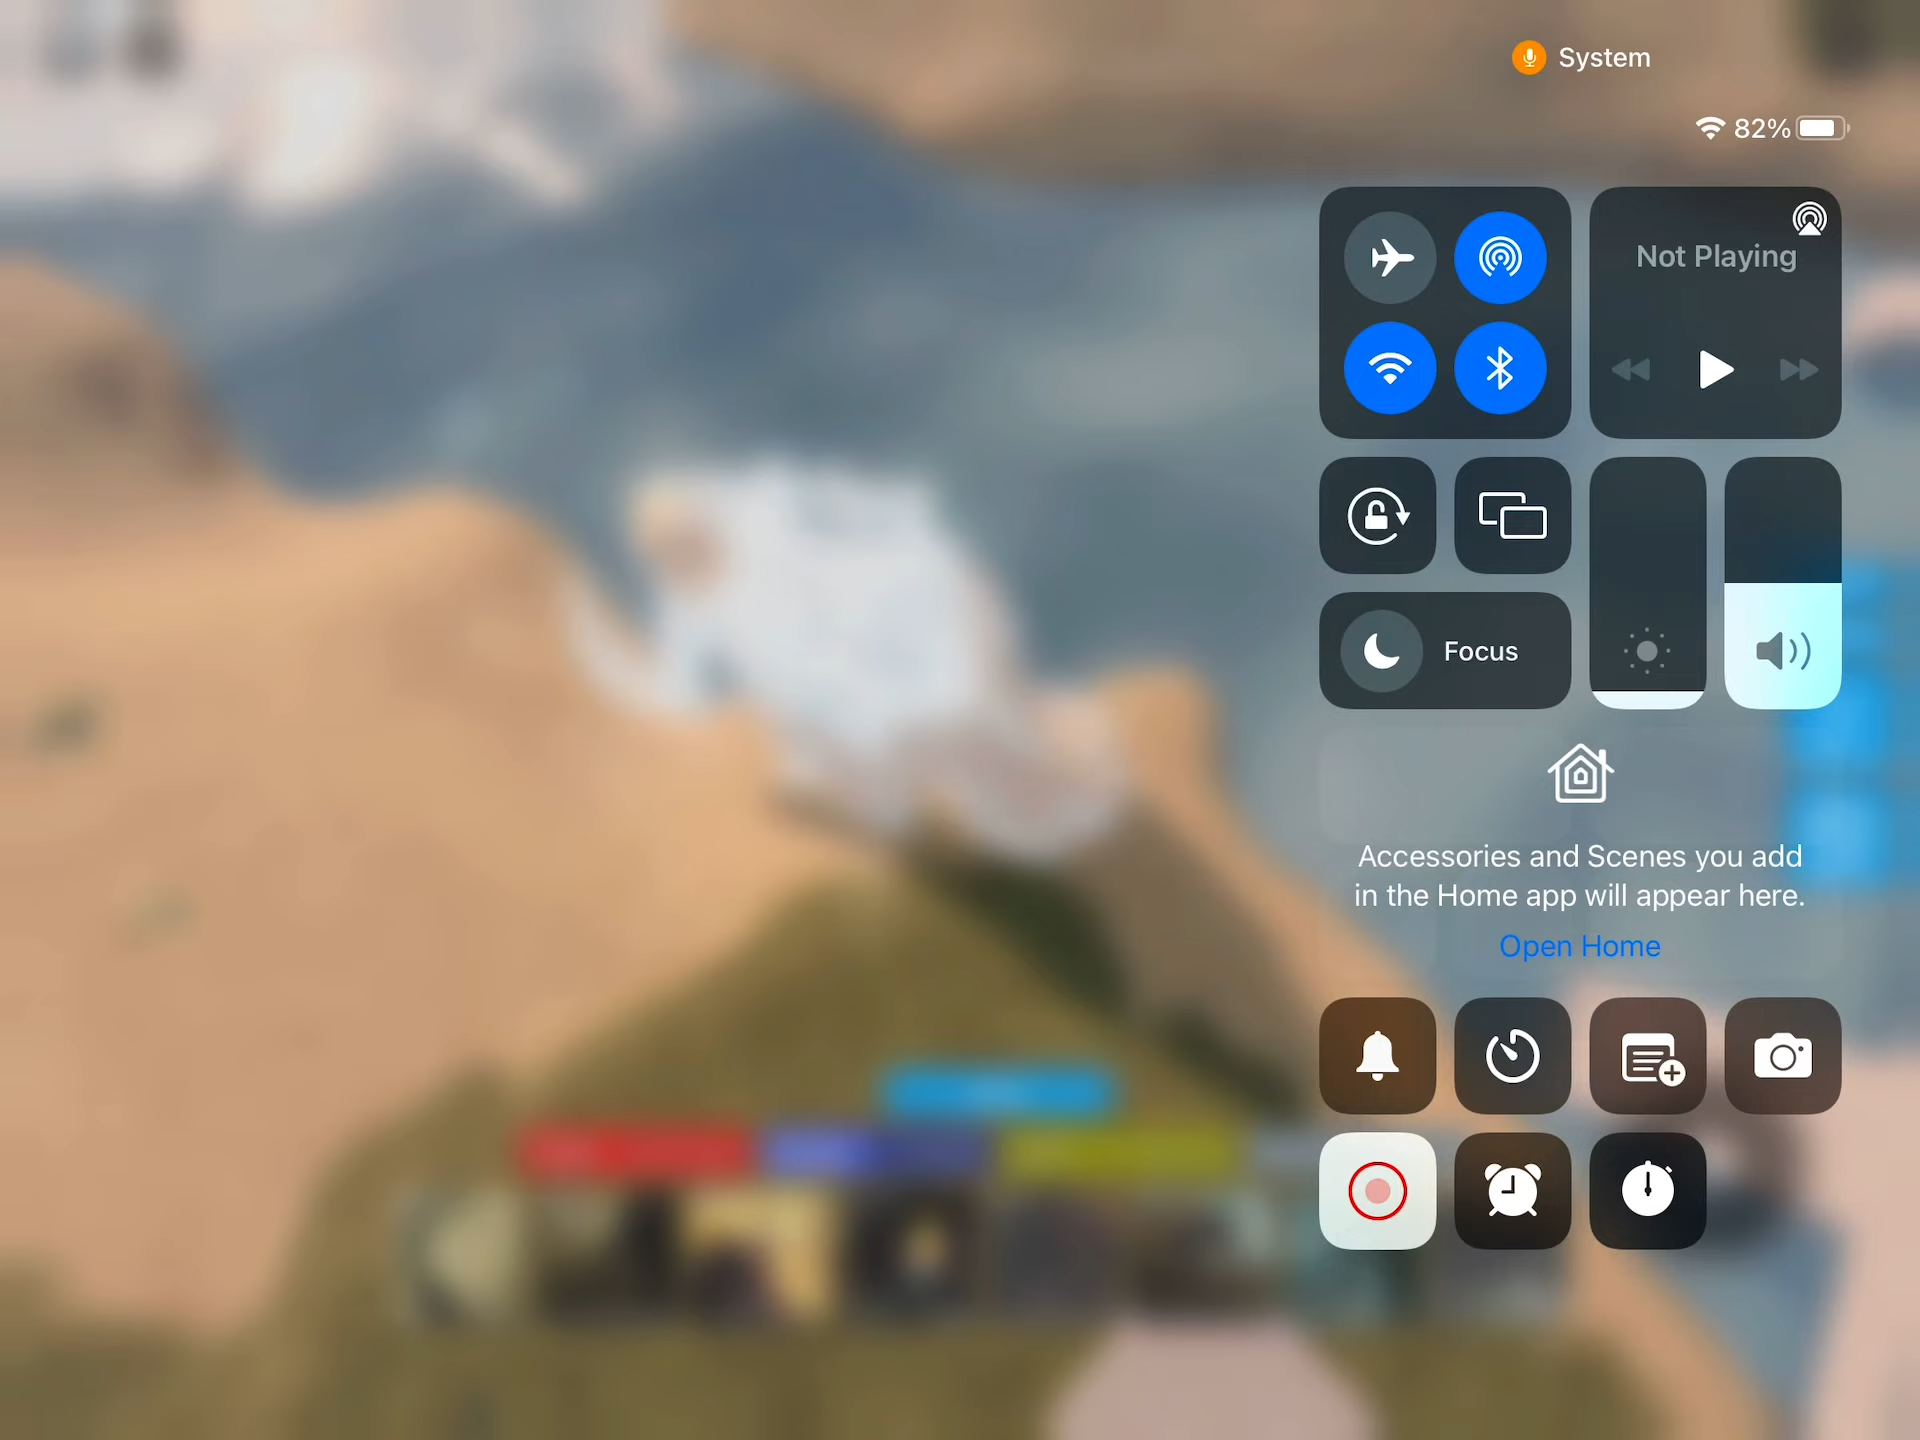 System
82%
Not Playing
Focus
Accessories and Scenes you add
in the Home app will appear here.
Open Home